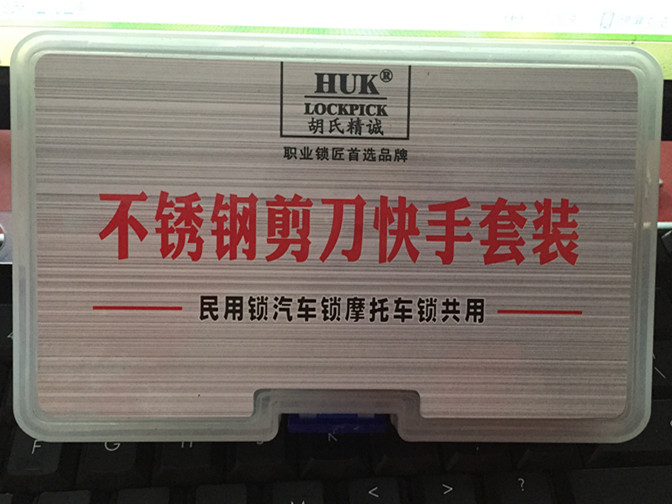 HUK®
LOCKPICK
胡氏精诚
职业锁匠首选品牌
不锈钢剪刀快手套装
民用锁汽车锁摩托车锁共用
F
G
H
J
K
L
C
V
B
N
M
<
>